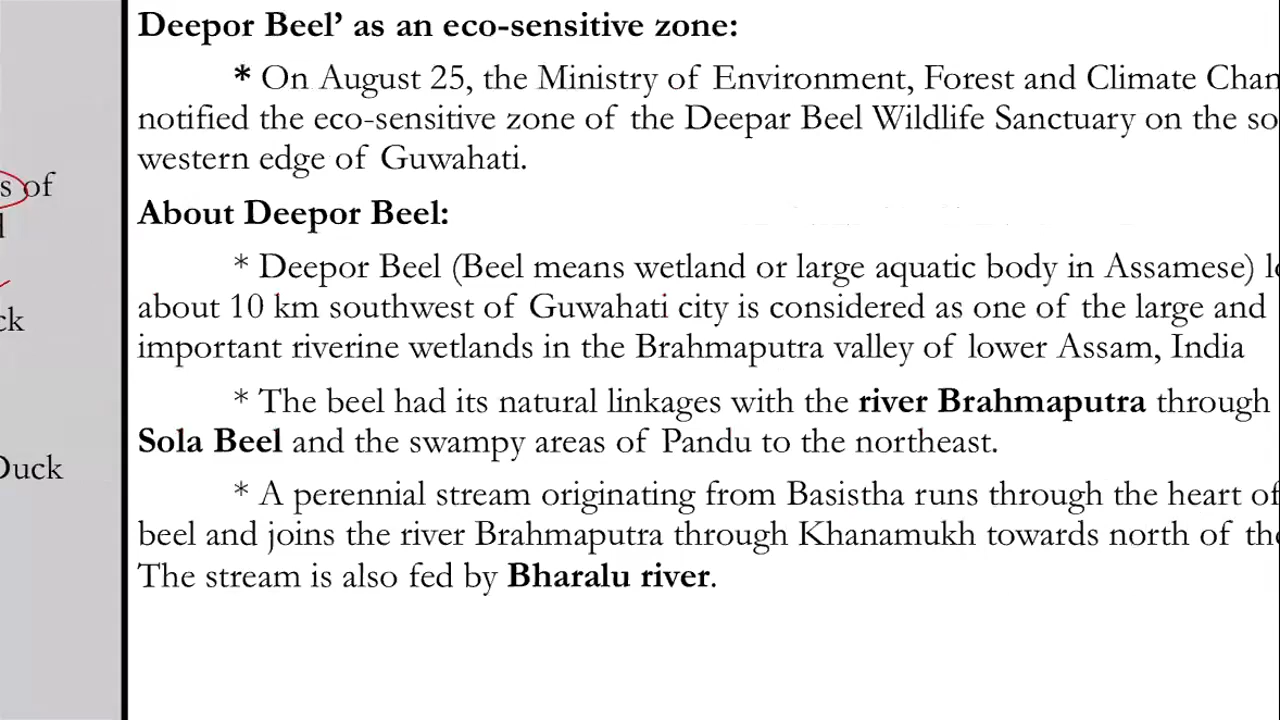 Deepor Beel’ as an eco-sensitive zone:
* On August 25, the Ministry of Environment, Forest and Climate
notified the eco-sensitive zone of the Deepar Beel Wildlife Sanctuary on the
western edge of Guwahati.
About Deepor Beel:
* Deepor Beel (Beel means wetland or large aquatic body in Assamese)
about 10 km southwest of Guwahati city is considered as one of the large and
important riverine wetlands in the Brahmaputra valley of lower Assam, India
* The beel had its natural linkages with the river Brahmaputra through
Sola Beel and the swampy areas of Pandu to the northeast.
* A perennial stream originating from Basistha runs through the heart of
beel and joins the river Brahmaputra through Khanamukh towards north of
The stream is also fed by Bharalu river.
of
Duck